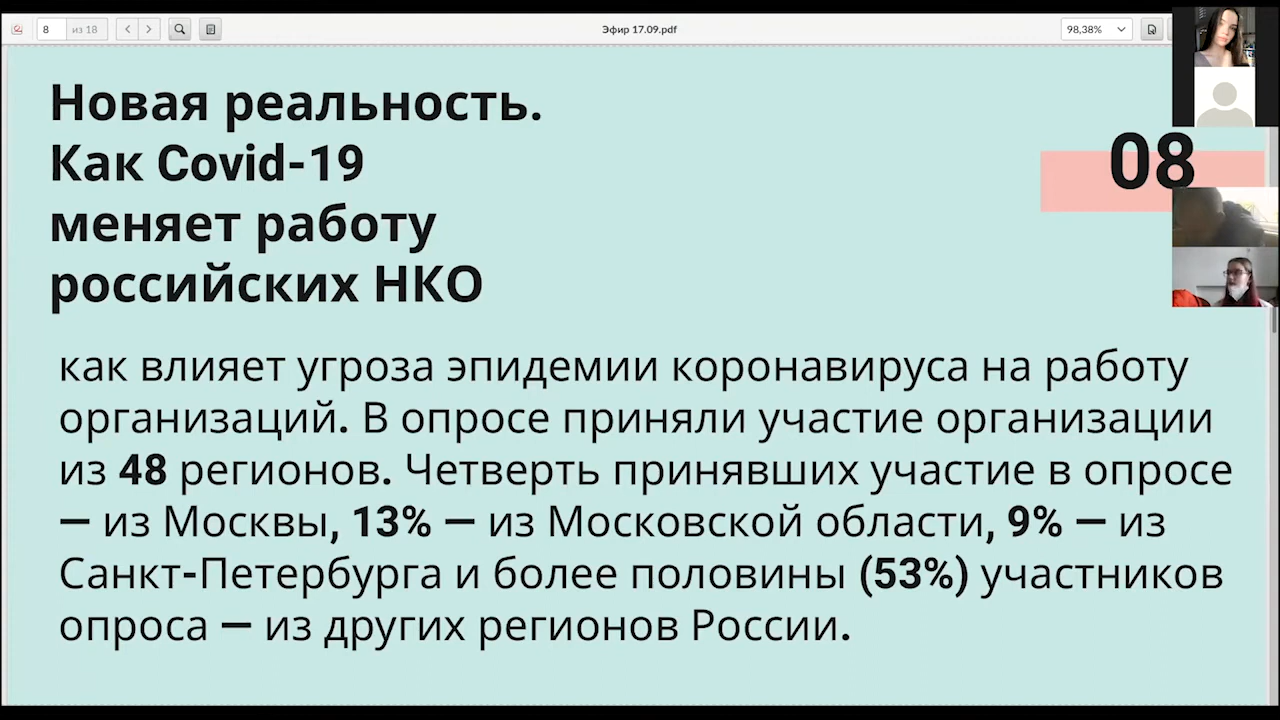 8
из 18
Эфир 17.09.pdf
98,38%
Новая реальность.
Как Covid-19
меняет работу
российских НКО
08
как влияет угроза эпидемии коронавируса на работу
организаций. В опросе приняли участие организации
из 48 регионов. Четверть принявших участие в опросе
— из Москвы, 13% — из Московской области, 9% — из
Санкт-Петербурга и более половины (53%) участников
опроса — из других регионов России.